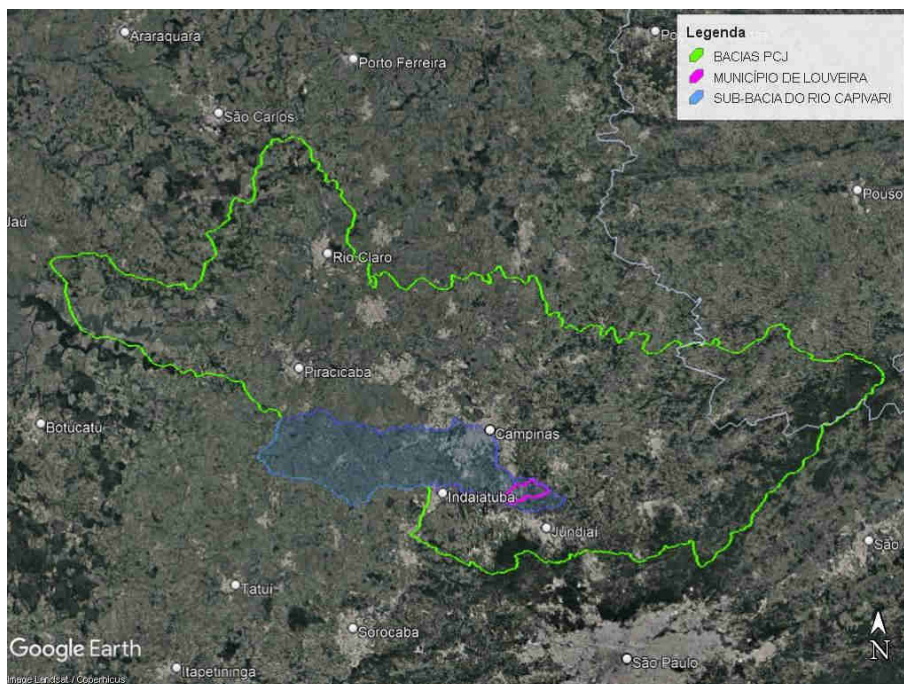 Legenda
BACIAS PCJ
MUNICÍPIO DE LOUVEIRA
SUB-BACIA DO RIO CAPIVARI
Araraquara
Porto Ferreira
São Carlos
Pouso
Jaú
Rio Claro
Piracicaba
Botucatu
Campinas
Indaiatuba
Jundiaí
São
Tatuí
Sorocaba
São Paulo
Itapetininga
Google Earth
N
Image Landsat / Copernicus